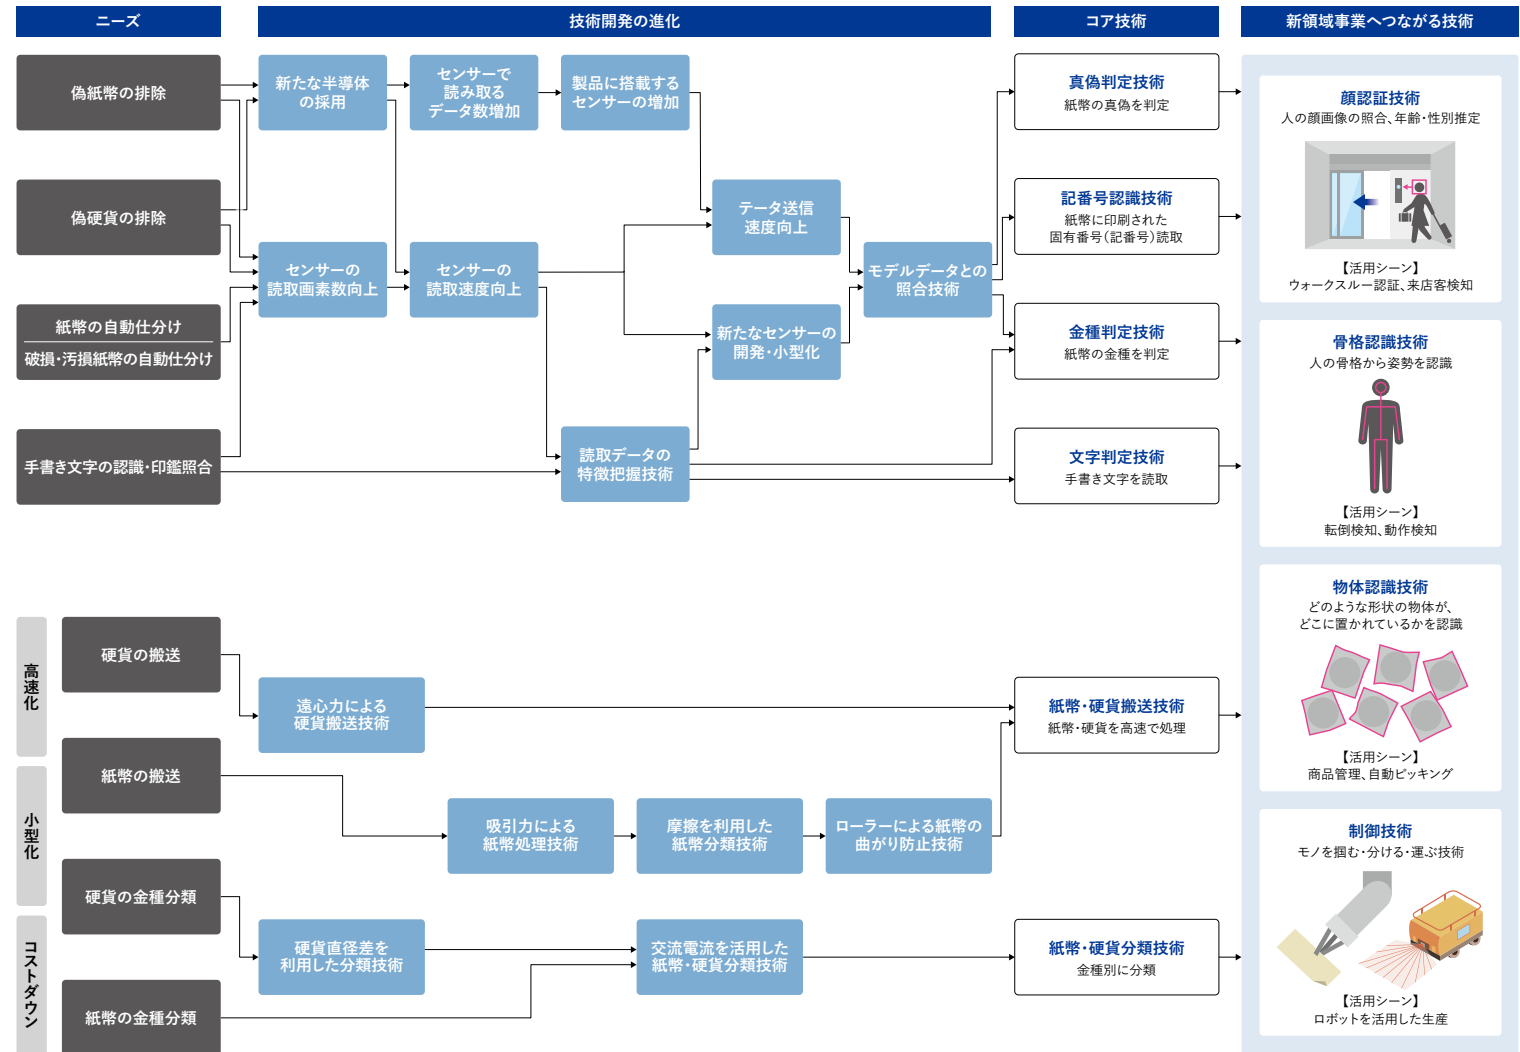 ニーズ
技術開発の進化
コア技術
新領域事業へつながる技術
偽紙幣の排除
偽硬貨の排除
紙幣の自動仕分け
破損・汚損紙幣の自動仕分け
手書き文字の認識・印鑑照合
新たな半導体
の採用
センサーで
読み取る
データ数増加
製品に搭載する
センサーの増加
センサーの
読取画素数向上
センサーの
読取速度向上
データ送信
速度向上
新たなセンサーの
開発・小型化
モデルデータとの
照合技術
読取データの
特徴把握技術
真偽判定技術
紙幣の真偽を判定
記番号認識技術
紙幣に印刷された
固有番号(記番号)読取
金種判定技術
紙幣の金種を判定
文字判定技術
手書き文字を読取
高速化
小型化
コストダウン
硬貨の搬送
紙幣の搬送
硬貨の金種分類
紙幣の金種分類
遠心力による
硬貨搬送技術
吸引力による
紙幣処理技術
摩擦を利用した
紙幣分類技術
ローラーによる紙幣の
曲がり防止技術
硬貨直径差を
利用した分類技術
交流電流を活用した
紙幣・硬貨分類技術
紙幣・硬貨搬送技術
紙幣・硬貨を高速で処理
紙幣・硬貨分類技術
金種別に分類
顔認証技術
人の顔画像の照合、年齢・性別推定
【活用シーン】
ウォークスルー認証、来店客検知
骨格認識技術
人の骨格から姿勢を認識
【活用シーン】
転倒検知、動作検知
物体認識技術
どのような形状の物体が、
どこに置かれているかを認識
【活用シーン】
商品管理、自動ピッキング
制御技術
モノを掴む・分ける・運ぶ技術
【活用シーン】
ロボットを活用した生産